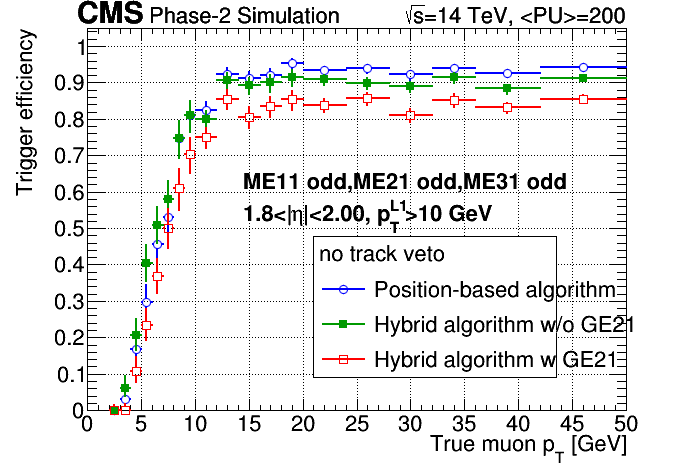 CMS Phase-2 Simulation √s=14 TeV, <PU>=200
Trigger efficiency
1
0.9
0.8
0.7
0.6
0.5
0.4
0.3
0.2
0.1
0
ME11 odd,ME21 odd,ME31 odd
1.8<|η|<2.00, p_T^L1>10 GeV
no track veto
Position-based algorithm
Hybrid algorithm w/o GE21
Hybrid algorithm w GE21
0 5 10 15 20 25 30 35 40 45 50
True muon p_T [GeV]